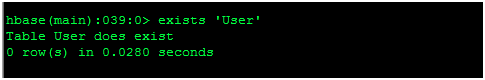 hbase(main):039:0> exists 'User'
Table User does exist
0 row(s) in 0.0280 seconds